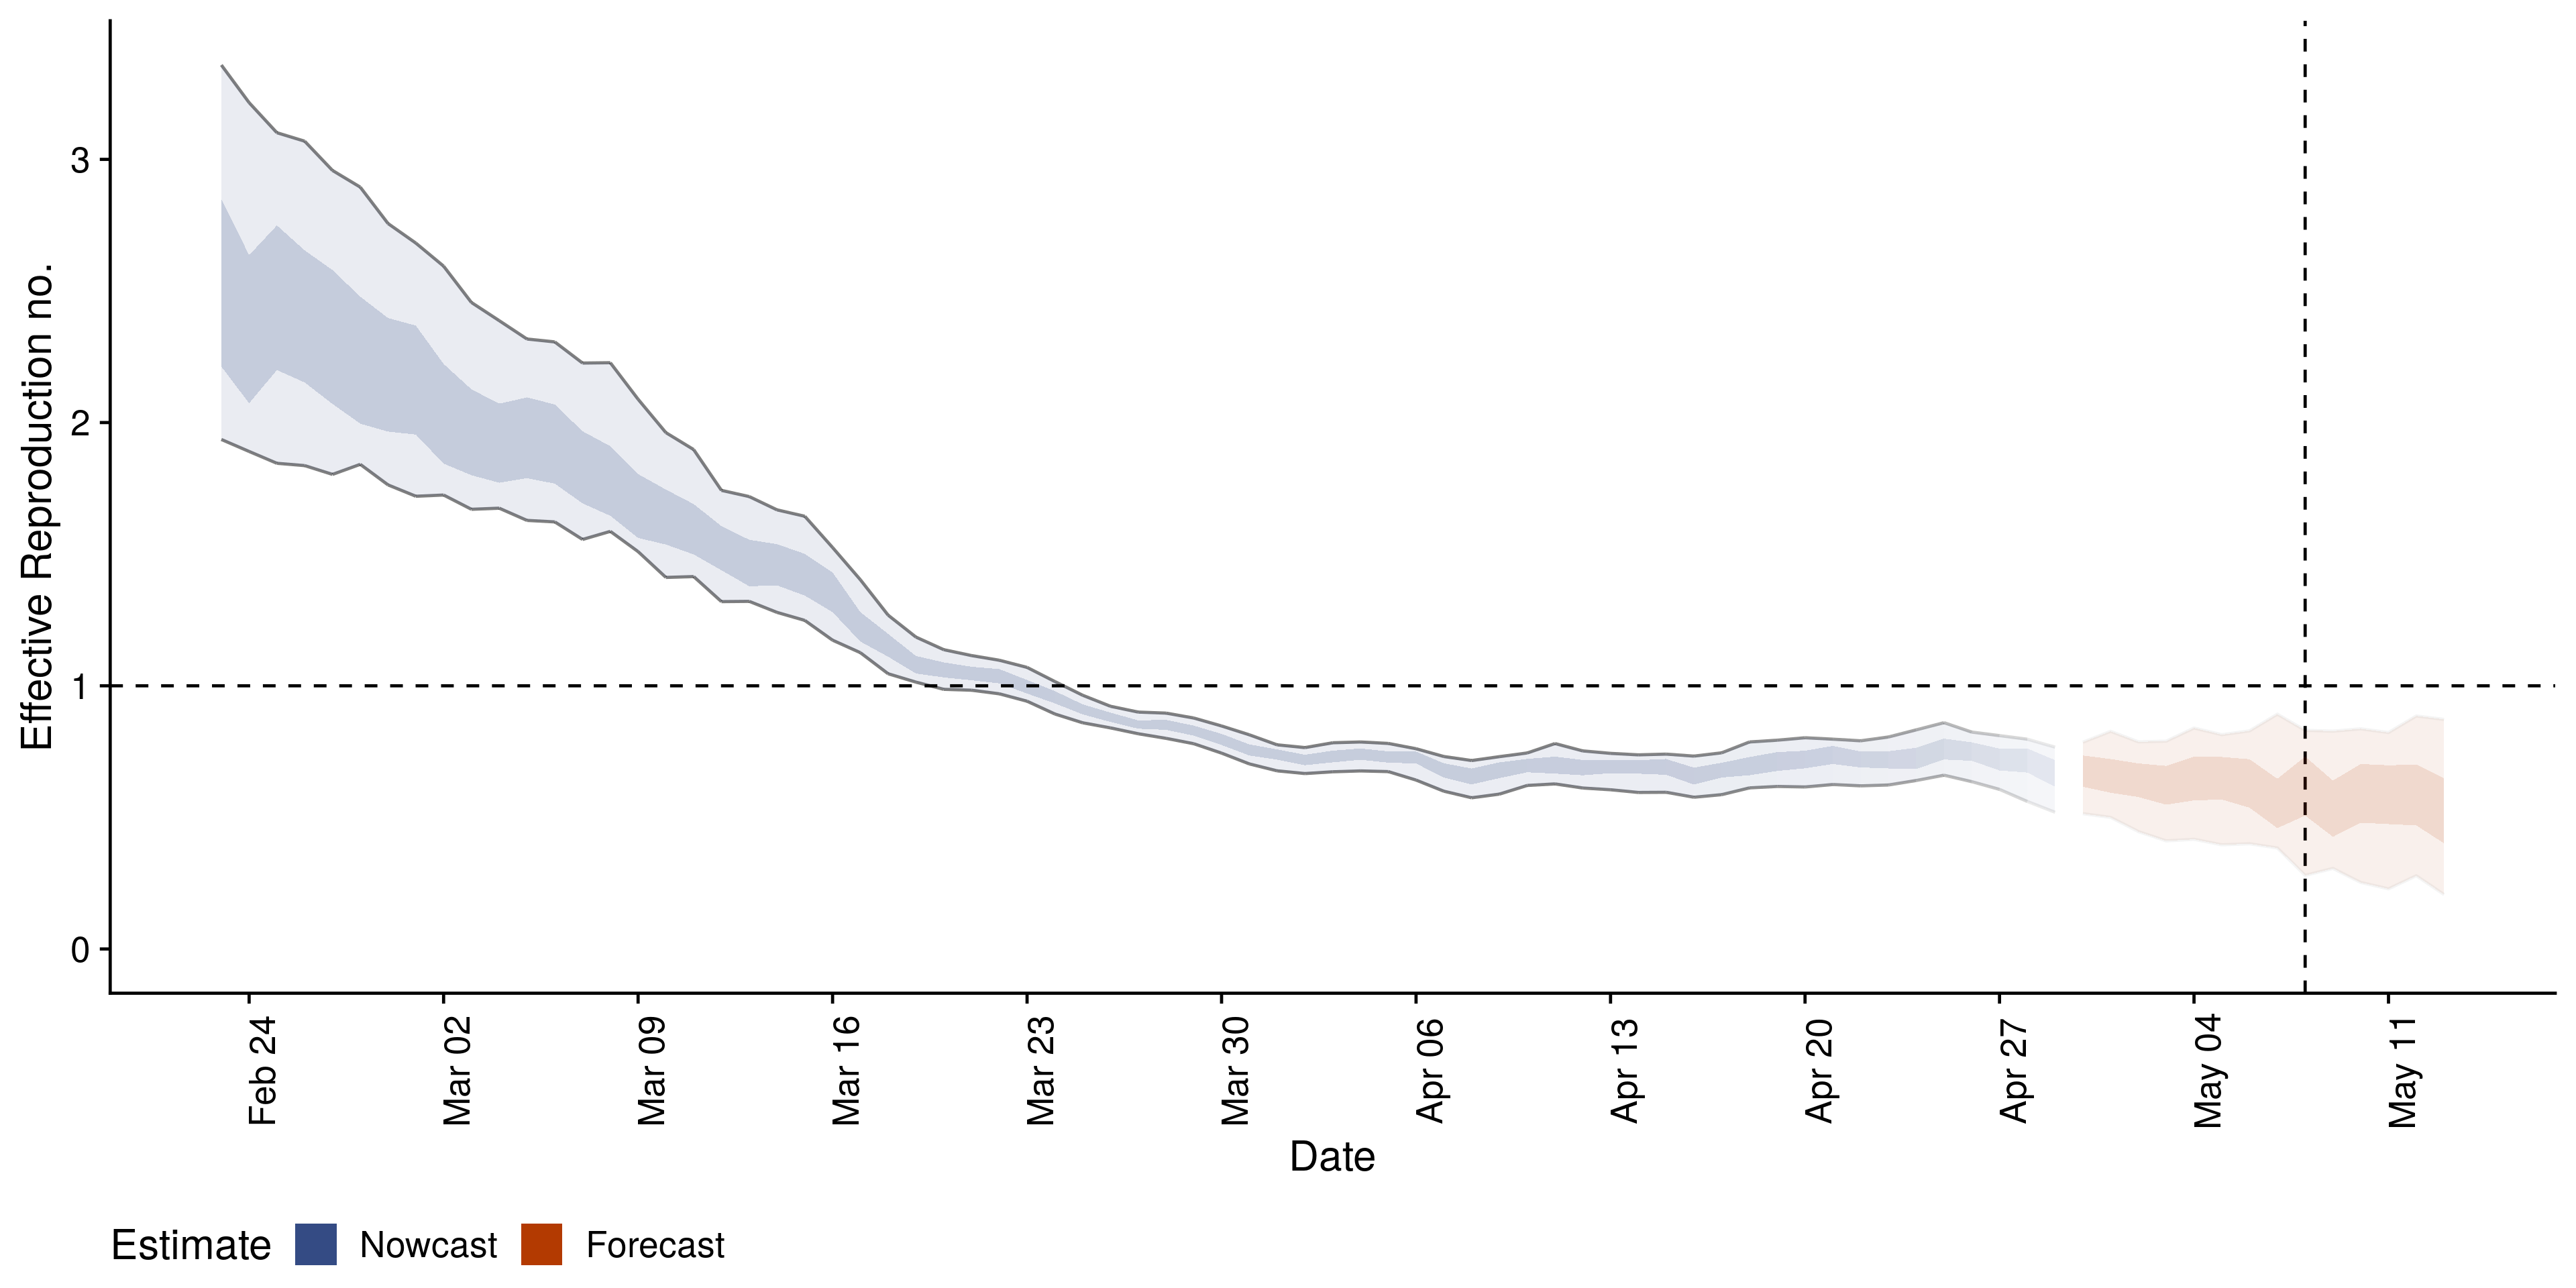 Effective Reproduction no.
3
2
1
0
Feb 24
Mar 02
Mar 09
Mar 16
Mar 23
Mar 30
Apr 06
Apr 13
Apr 20
Apr 27
May 04
May 11
Date
Estimate Nowcast Forecast